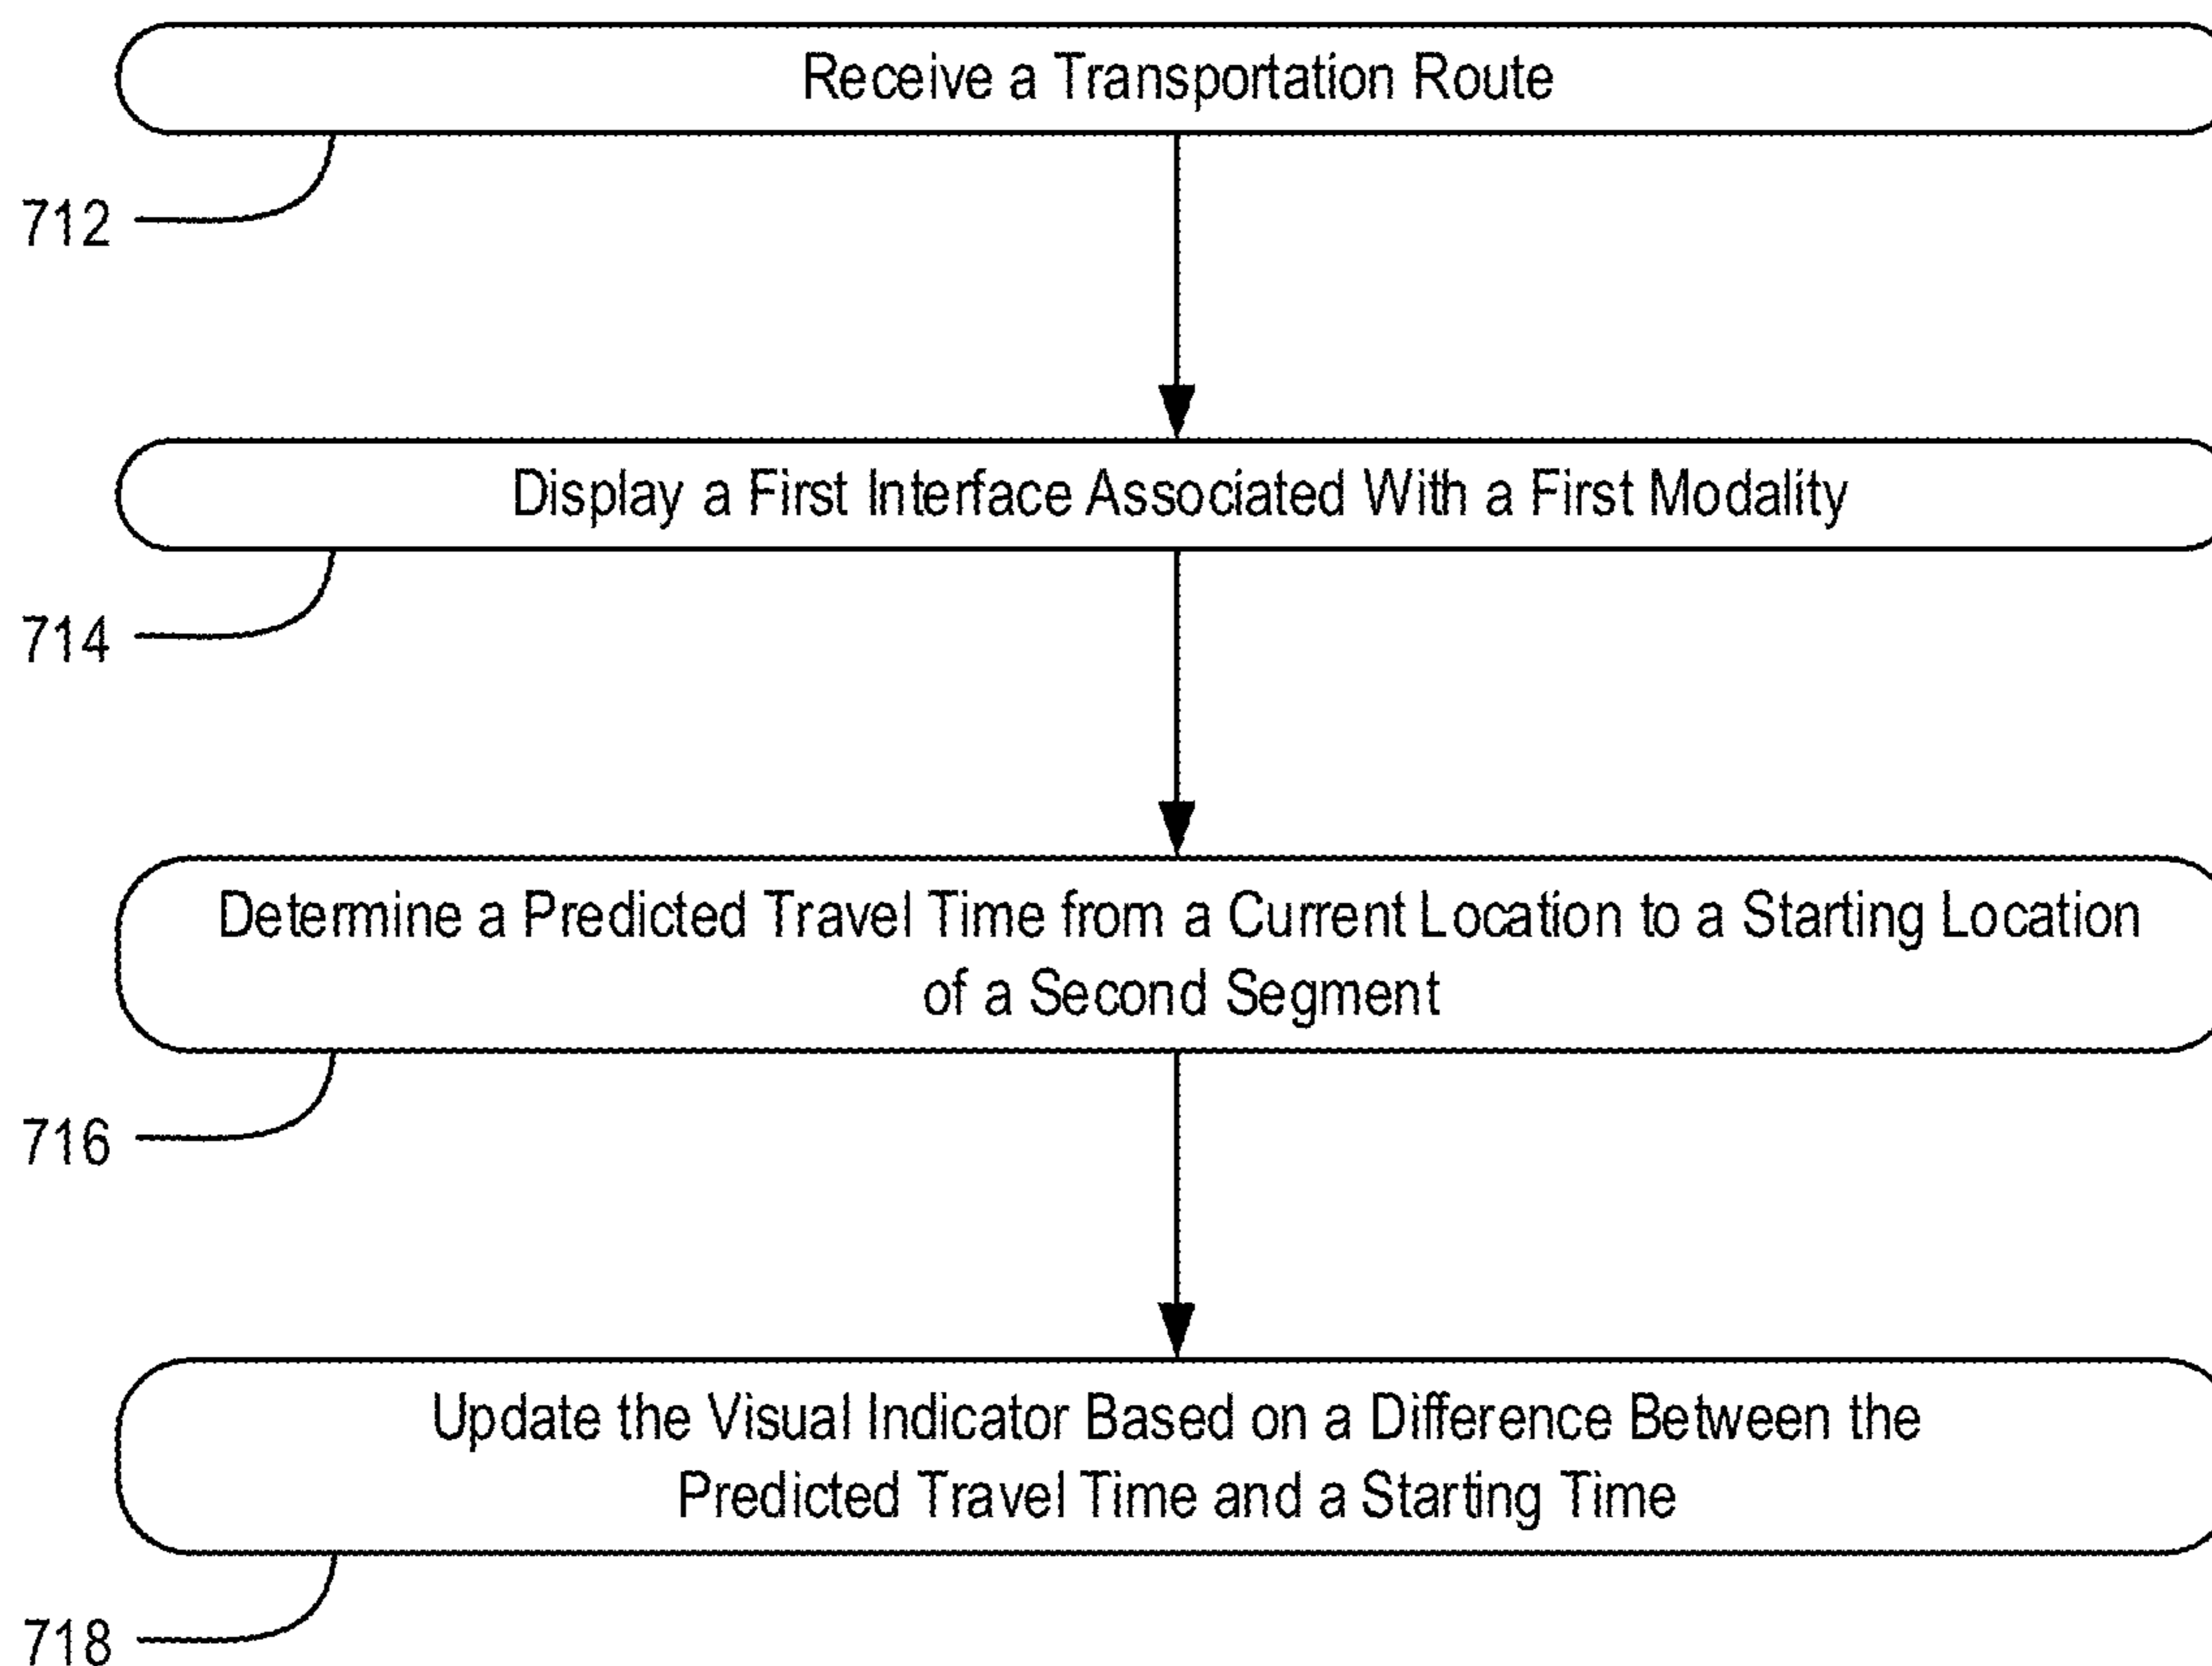 Receive a Transportation Route
712
Display a First Interface Associated With a First Modality
714
Determine a Predicted Travel Time from a Current Location to a Starting Location
of a Second Segment
716
Update the Visual Indicator Based on a Difference Between the
Predicted Travel Time and a Starting Time
718